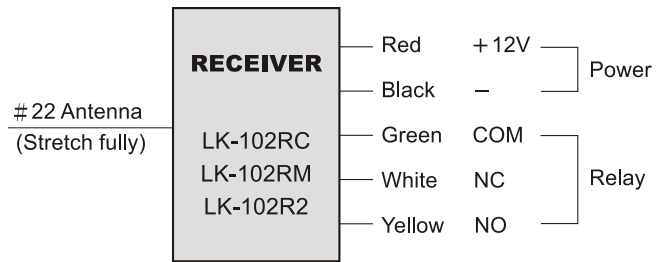 RECEIVER
LK-102RC
LK-102RM
LK-102R2
# 22 Antenna
(Stretch fully)
Red +12V
Black −
Power
Green COM
White NC
Yellow NO
Relay